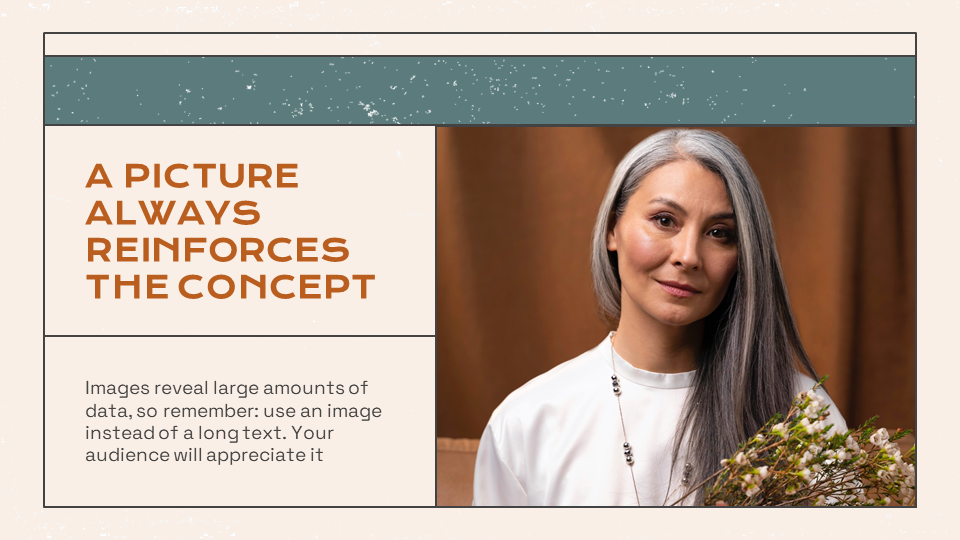 A PICTURE
ALWAYS
REINFORCES
THE CONCEPT
Images reveal large amounts of
data, so remember: use an image
instead of a long text. Your
audience will appreciate it